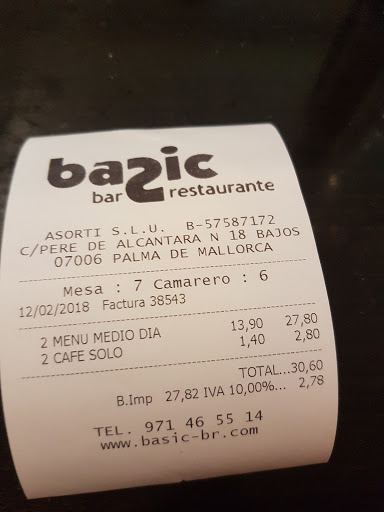 ba2ic
bar restaurante
ASORTI S.L.U. B-57587172
C/PERE DE ALCANTARA N 18 BAJOS
07006 PALMA DE MALLORCA
Mesa : 7 Camarero : 6
12/02/2018 Factura 38543
2 MENU MEDIO DIA 13,90 27,80
2 CAFE SOLO 1,40 2,80
TOTAL...30,60
B.Imp 27,82 IVA 10,00%... 2,78
TEL. 971 46 55 14
www.basic-br.com